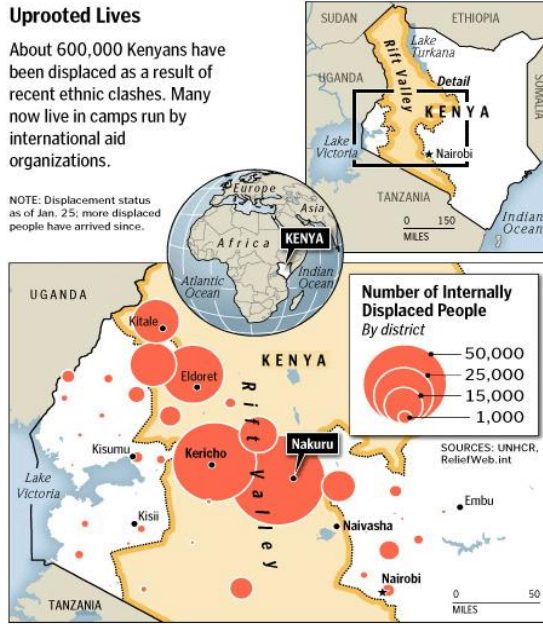 Uprooted Lives
About 600,000 Kenyans have
been displaced as a result of
recent ethnic clashes. Many
now live in camps run by
international aid
organizations.
NOTE: Displacement status
as of Jan. 25; more displaced
people have arrived since.
SUDAN
ETHIOPIA
Lake
Turkana
Rift Valley
UGANDA
Detail
KENYA
SOMALIA
Lake
Victoria
Nairobi
TANZANIA
0 150
MILES
Indian
Ocean
Europe
Asia
Africa
KENYA
Atlantic
Ocean
Indian
Ocean
UGANDA
Kitale
KENYA
Eldoret
Rift Valley
Kisumu
Kericho
Nakuru
Lake
Victoria
Kisii
Naivasha
Embu
Nairobi
TANZANIA
0 50
MILES
Number of Internally
Displaced People
By district
50,000
25,000
15,000
1,000
SOURCES: UNHCR,
ReliefWeb.int